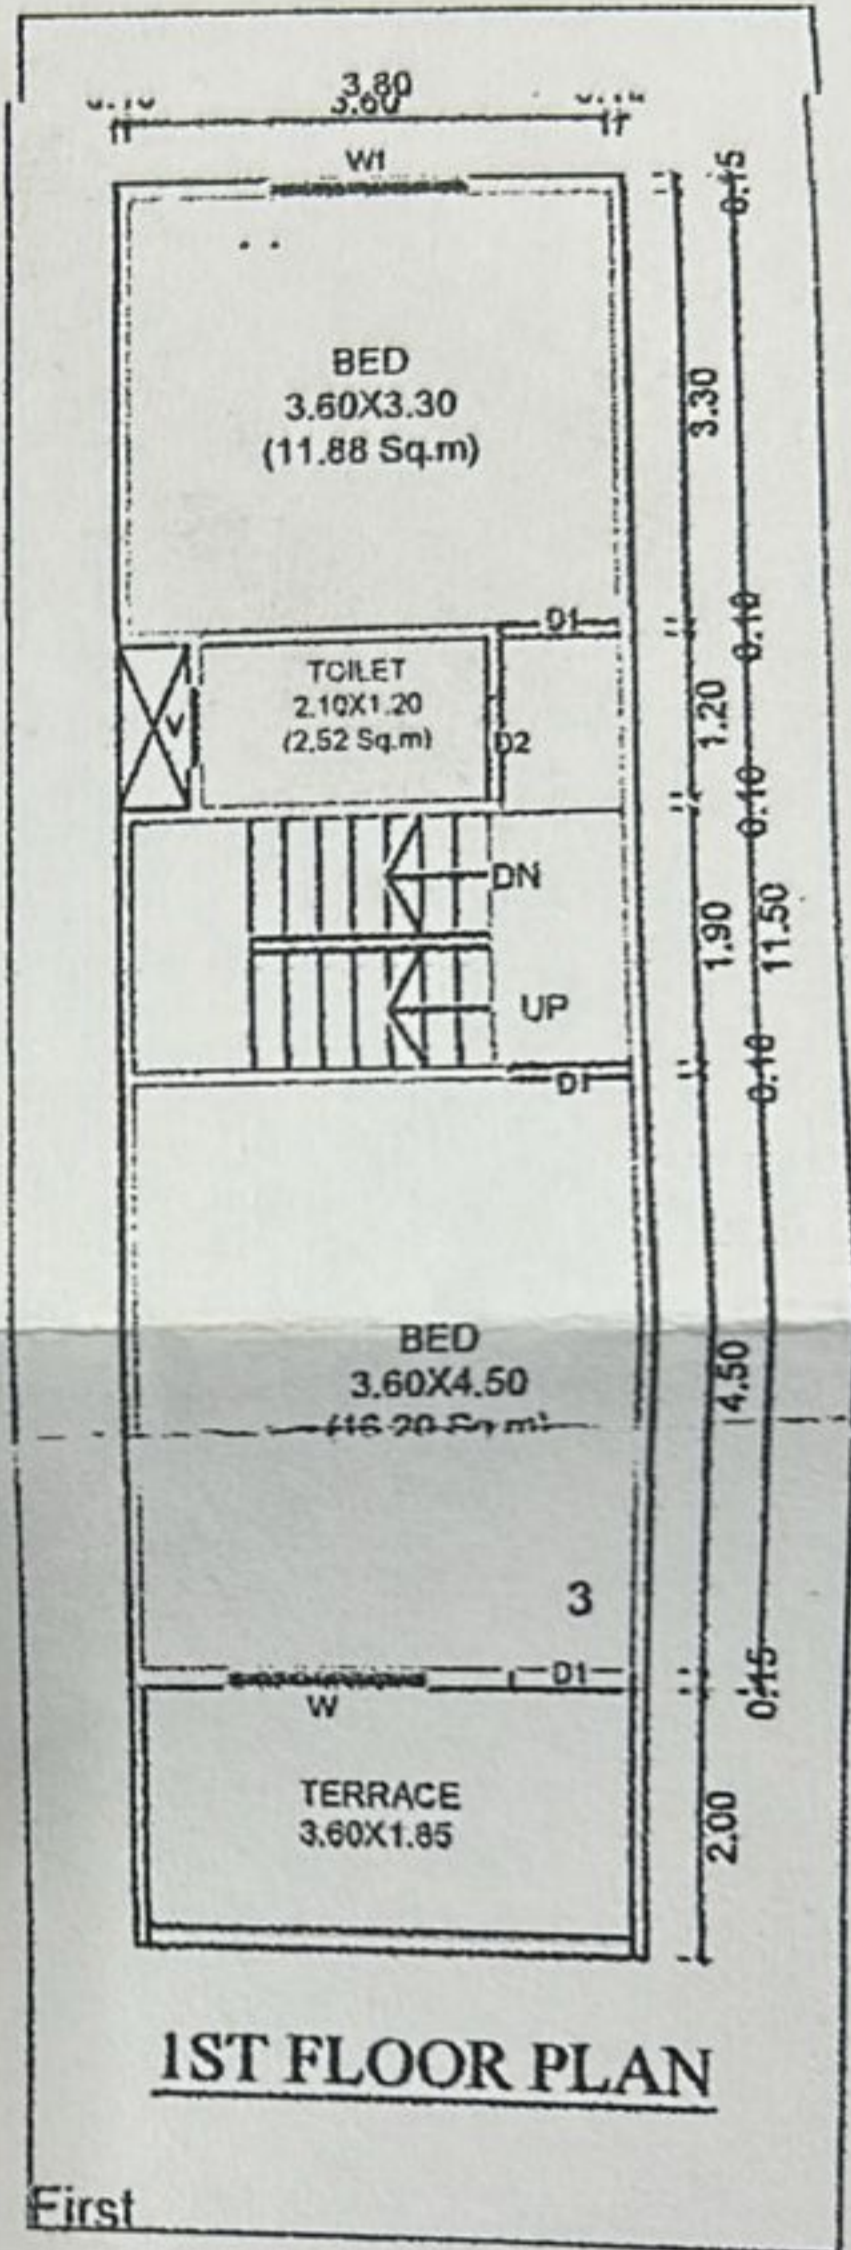 3.80
3.60
W1
0.15
BED
3.60X3.30
(11.88 Sq.m)
3.30
D1
0.10
TOILET
2.10X1.20
(2.52 Sq.m)
V
D2
1.20
0.10
DN
1.90
11.50
UP
D1
0.10
BED
3.60X4.50
(16.20 Sq.m)
4.50
3
D1
W
0.15
TERRACE
3.60X1.85
2.00
1ST FLOOR PLAN
First